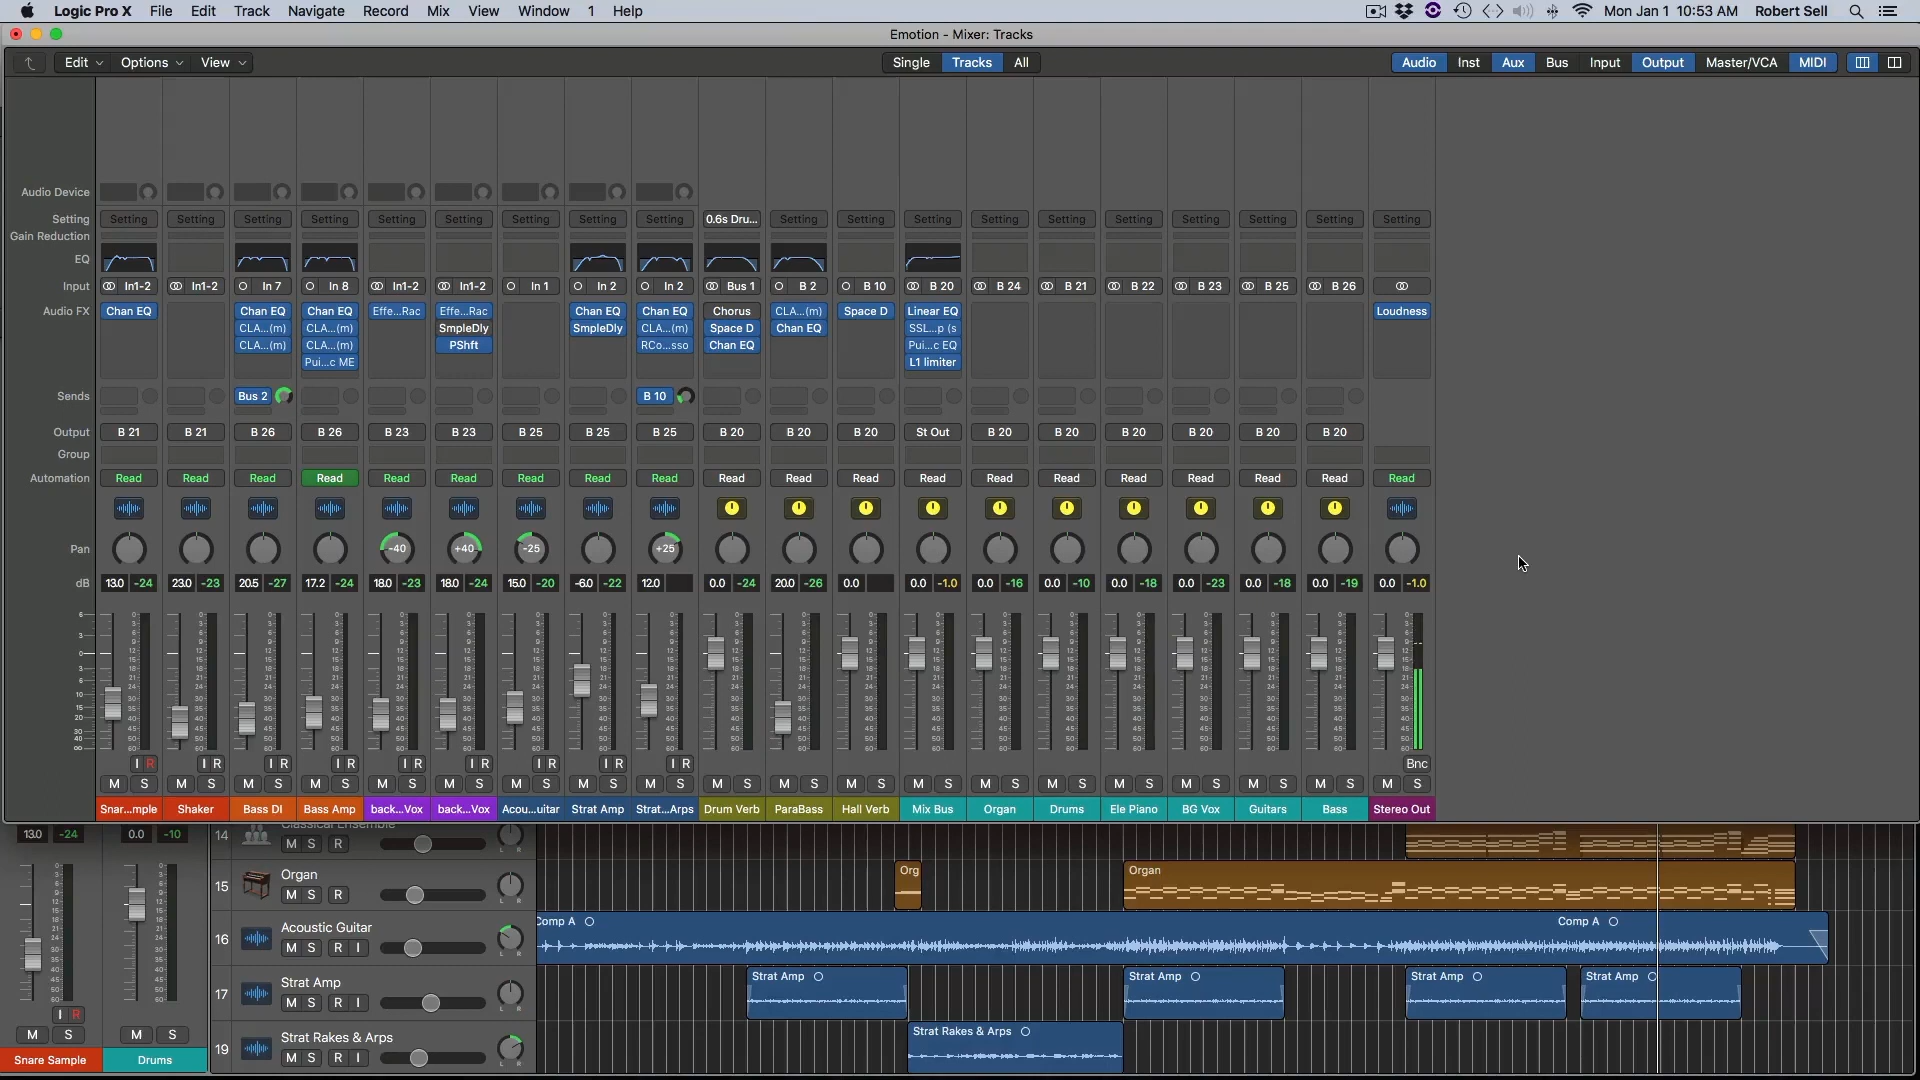 Logic Pro X File Edit Track Navigate Record Mix View Window 1 Help Mon Jan 1 10:53 AM Robert Sell
Emotion - Mixer: Tracks
Edit Options View Single Tracks All Audio Inst Aux Bus Input Output Master/VCA MIDI
Audio Device
Setting Setting Setting Setting Setting Setting Setting Setting Setting Setting 0.6s Dru... Setting Setting Setting Setting Setting Setting Setting Setting Setting Setting
Gain Reduction
EQ
Input In1-2 In1-2 In 7 In 8 In1-2 In1-2 In 1 In 2 In 2 Bus 1 B 2 B 10 B 20 B 24 B 21 B 22 B 23 B 25 B 26
Audio FX Chan EQ Chan EQ Chan EQ Effe...Rac Effe...Rac Chan EQ Chan EQ Chorus CLA...(m) Space D Linear EQ Loudness
CLA...(m) CLA...(m) SmpleDly SmpleDly CLA...(m) Space D Chan EQ SSL...p (s
CLA...(m) CLA...(m) PShft RCo...sso Chan EQ Pui...c EQ
Pui...c ME L1 limiter
Sends Bus 2 B 10
Output B 21 B 21 B 26 B 26 B 23 B 23 B 25 B 25 B 25 B 20 B 20 B 20 St Out B 20 B 20 B 20 B 20 B 20 B 20
Group
Automation Read Read Read Read Read Read Read Read Read Read Read Read Read Read Read Read Read Read Read Read
Pan -40 +40 -25 +25
dB 13.0 -24 23.0 -23 20.5 -27 17.2 -24 18.0 -23 18.0 -24 15.0 -20 -6.0 -22 12.0 0.0 -24 20.0 -26 0.0 0.0 -1.0 0.0 -16 0.0 -10 0.0 -18 0.0 -23 0.0 -18 0.0 -19 0.0 -1.0
I R I R I R I R I R I R I R I R I R Bnc
M S M S M S M S M S M S M S M S M S M S M S M S M S M S M S M S M S M S M S M S
Snar...mple Shaker Bass DI Bass Amp back...Vox back...Vox Acou...uitar Strat Amp Strat...Arps Drum Verb ParaBass Hall Verb Mix Bus Organ Drums Ele Piano BG Vox Guitars Bass Stereo Out
13.0 -24 0.0 -10
14 Classical Ensemble
M S R
15 Organ Org Organ
M S R
16 Acoustic Guitar Comp A Comp A
M S R I
17 Strat Amp Strat Amp Strat Amp Strat Amp Strat Amp
M S R I
19 Strat Rakes & Arps Strat Rakes & Arps
M S R I
I R
M S M S
Snare Sample Drums